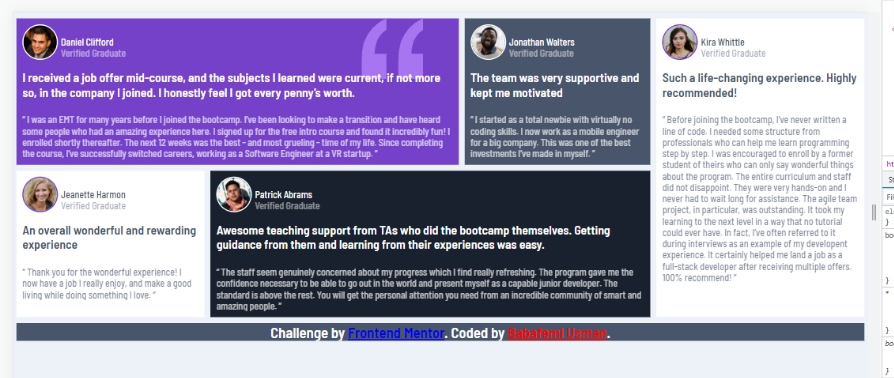 Daniel Clifford
Verified Graduate
I received a job offer mid-course, and the subjects I learned were current, if not more
so, in the company I joined. I honestly feel I got every penny's worth.
" I was an EMT for many years before I joined the bootcamp. I've been looking to make a transition and have heard
some people who had an amazing experience here. I signed up for the free intro course and found it incredibly fun! I
enrolled shortly thereafter. The next 12 weeks was the best - and most grueling - time of my life. Since completing
the course, I've successfully switched careers, working as a Software Engineer at a VR startup. "
Jonathan Walters
Verified Graduate
The team was very supportive and
kept me motivated
" I started as a total newbie with virtually no
coding skills. I now work as a mobile engineer
for a big company. This was one of the best
investments I've made in myself. "
Kira Whittle
Verified Graduate
Such a life-changing experience. Highly
recommended!
" Before joining the bootcamp, I've never written a
line of code. I needed some structure from
professionals who can help me learn programming
step by step. I was encouraged to enroll by a former
student of theirs who can only say wonderful things
about the program. The entire curriculum and staff
did not disappoint. They were very hands-on and I
never had to wait long for assistance. The agile team
project, in particular, was outstanding. It took my
learning to the next level in a way that no tutorial
could ever have. In fact, I've often referred to it
during interviews as an example of my developent
experience. It certainly helped me land a job as a
full-stack developer after receiving multiple offers.
100% recommend! "
Jeanette Harmon
Verified Graduate
An overall wonderful and rewarding
experience
" Thank you for the wonderful experience! I
now have a job I really enjoy, and make a good
living while doing something I love. "
Patrick Abrams
Verified Graduate
Awesome teaching support from TAs who did the bootcamp themselves. Getting
guidance from them and learning from their experiences was easy.
" The staff seem genuinely concerned about my progress which I find really refreshing. The program gave me the
confidence necessary to be able to go out in the world and present myself as a capable junior developer. The
standard is above the rest. You will get the personal attention you need from an incredible community of smart and
amazing people. "
Challenge by Frontend Mentor. Coded by Babafemi Usman.